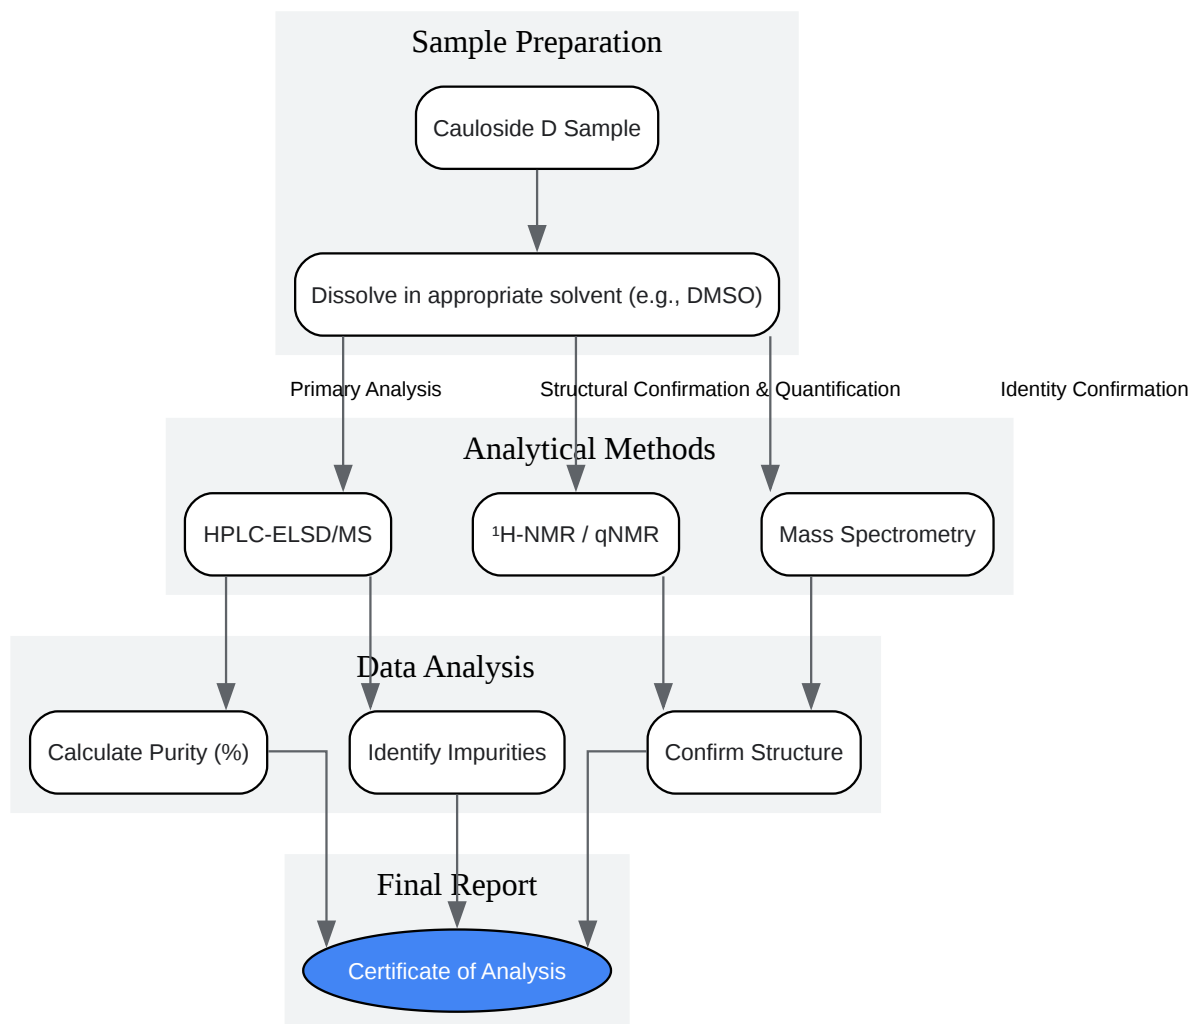 Sample Preparation
Cauloside D Sample
Dissolve in appropriate solvent (e.g., DMSO)
Primary Analysis
Structural Confirmation & Quantification
Identity Confirmation
Analytical Methods
HPLC-ELSD/MS
¹H-NMR / qNMR
Mass Spectrometry
Data Analysis
Calculate Purity (%)
Identify Impurities
Confirm Structure
Final Report
Certificate of Analysis